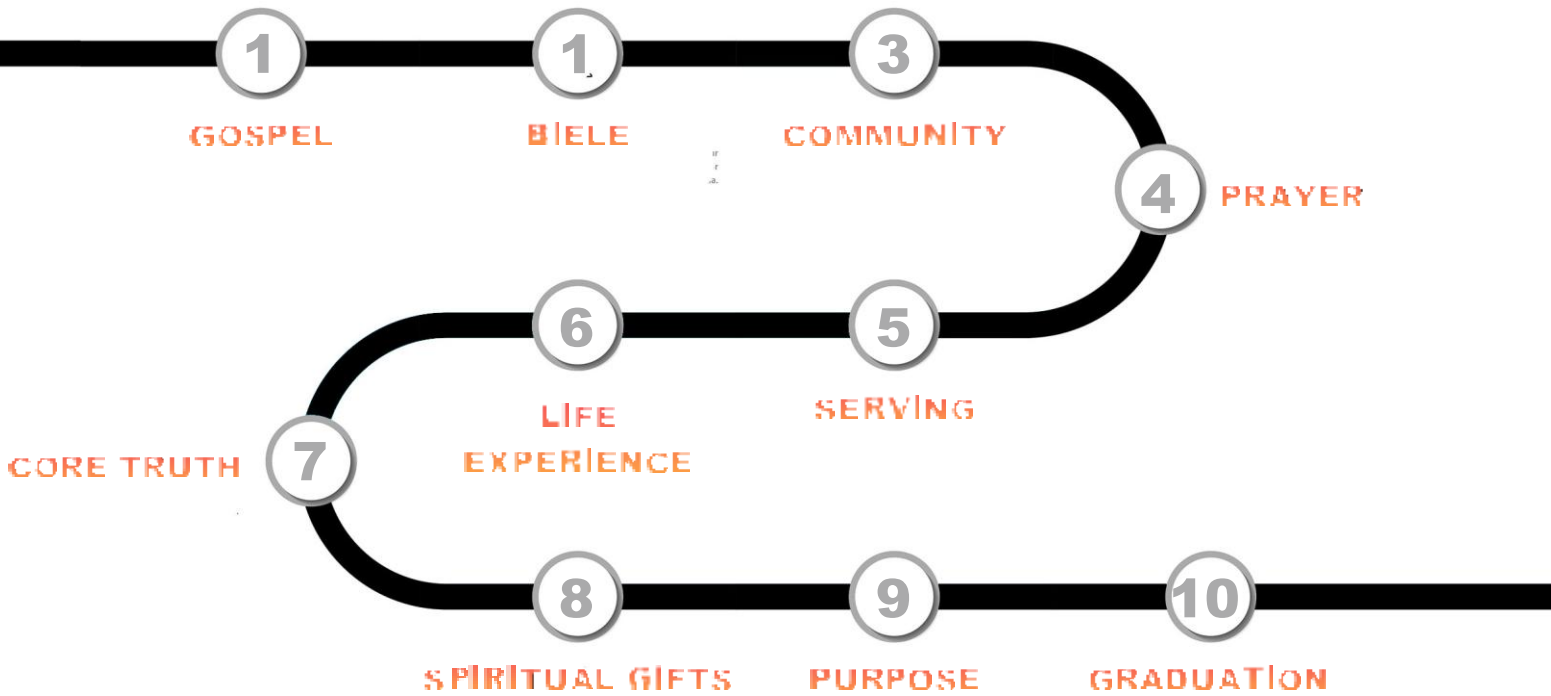 1
1
3
GOSPEL
BIELE
COMMUNITY
4
PRAYER
6
5
LIFE
EXPERIENCE
SERVING
7
CORE TRUTH
8
9
10
SPIRITUAL GIFTS
PURPOSE
GRADUATION